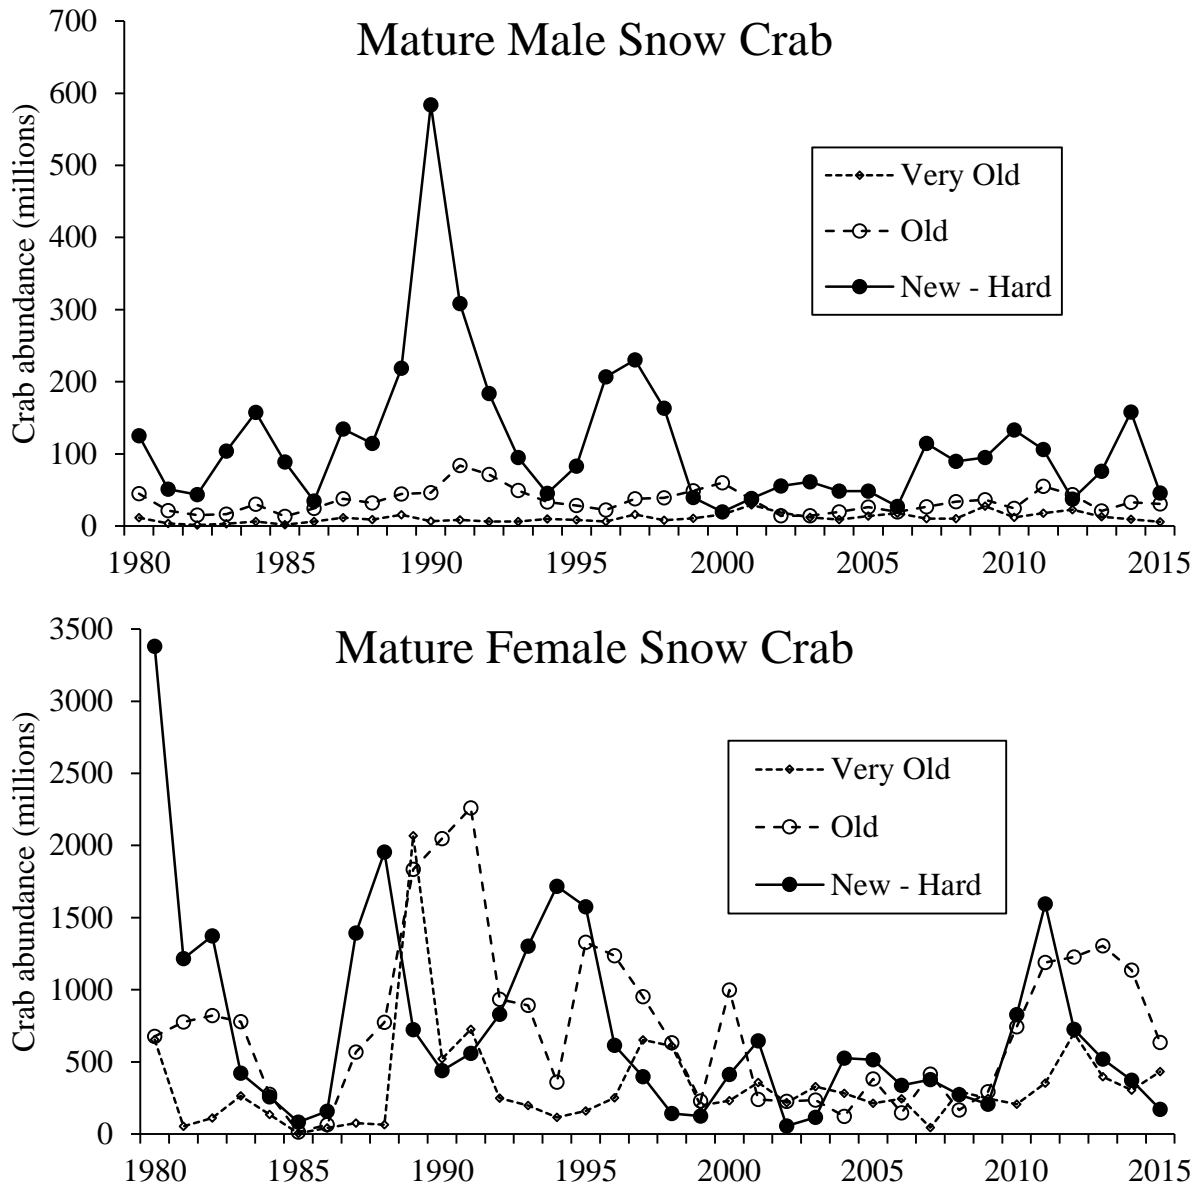 Mature Male Snow Crab
Crab abundance (millions)
700
600
500
400
300
200
100
0
Very Old
Old
New - Hard
1980 1985 1990 1995 2000 2005 2010 2015
Mature Female Snow Crab
Crab abundance (millions)
3500
3000
2500
2000
1500
1000
500
0
Very Old
Old
New - Hard
1980 1985 1990 1995 2000 2005 2010 2015